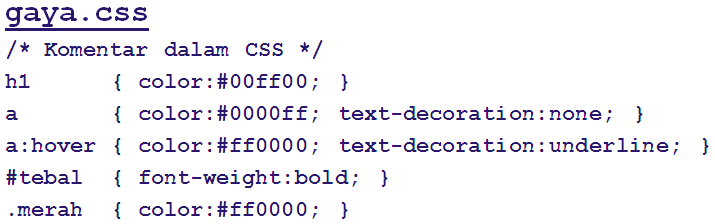 gaya.css
/* Komentar dalam CSS */
h1 { color:#00ff00; }
a { color:#0000ff; text-decoration:none; }
a:hover { color:#ff0000; text-decoration:underline; }
#tebal { font-weight:bold; }
.merah { color:#ff0000; }